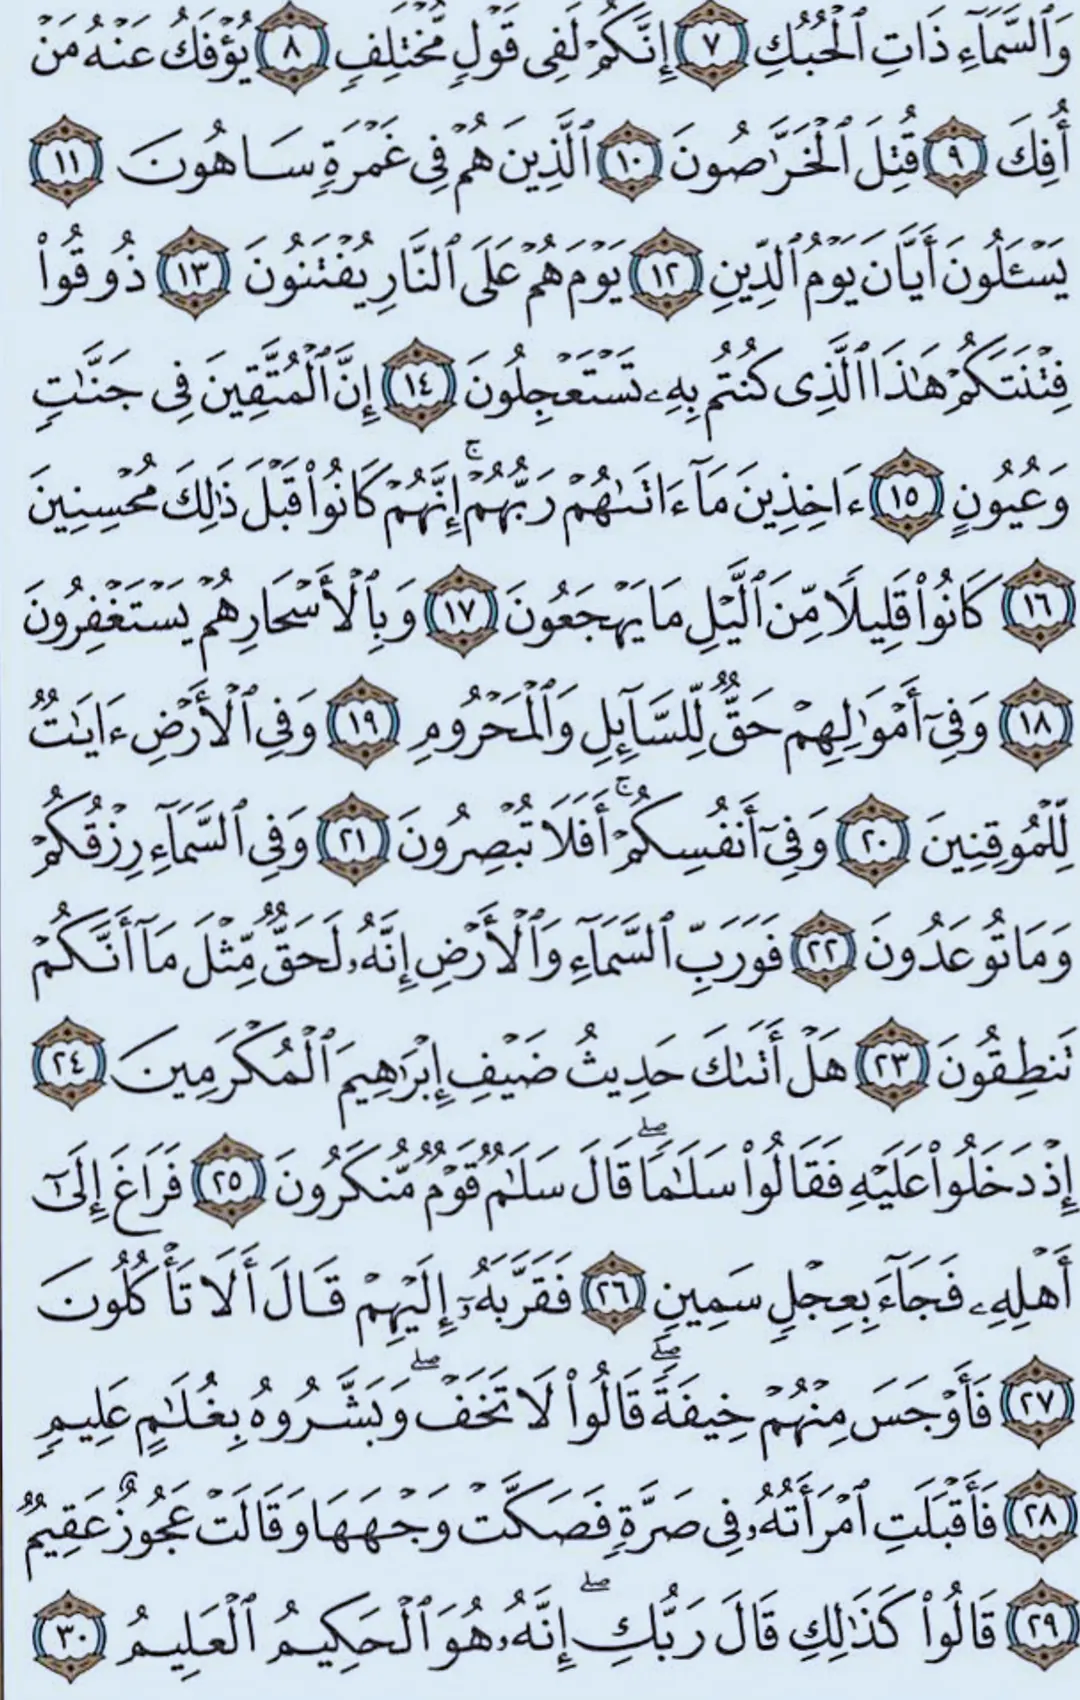 وَٱلسَّمَآءِ ذَاتِ ٱلۡحُبُكِ ٧ إِنَّكُمۡ لَفِي قَوۡلٖ مُّخۡتَلِفٖ ٨ يُؤۡفَكُ عَنۡهُ مَنۡ
أُفِكَ ٩ قُتِلَ ٱلۡخَرَّٰصُونَ ١٠ ٱلَّذِينَ هُمۡ فِي غَمۡرَةٖ سَاهُونَ ١١
يَسۡـَٔلُونَ أَيَّانَ يَوۡمُ ٱلدِّينِ ١٢ يَوۡمَ هُمۡ عَلَى ٱلنَّارِ يُفۡتَنُونَ ١٣ ذُوقُواْ
فِتۡنَتَكُمۡ هَٰذَا ٱلَّذِي كُنتُم بِهِۦ تَسۡتَعۡجِلُونَ ١٤ إِنَّ ٱلۡمُتَّقِينَ فِي جَنَّٰتٖ
وَعُيُونٍ ١٥ ءَاخِذِينَ مَآ ءَاتَىٰهُمۡ رَبُّهُمۡۚ إِنَّهُمۡ كَانُواْ قَبۡلَ ذَٰلِكَ مُحۡسِنِينَ
١٦ كَانُواْ قَلِيلٗا مِّنَ ٱلَّيۡلِ مَا يَهۡجَعُونَ ١٧ وَبِٱلۡأَسۡحَارِ هُمۡ يَسۡتَغۡفِرُونَ
١٨ وَفِيٓ أَمۡوَٰلِهِمۡ حَقّٞ لِّلسَّآئِلِ وَٱلۡمَحۡرُومِ ١٩ وَفِي ٱلۡأَرۡضِ ءَايَٰتٞ
لِّلۡمُوقِنِينَ ٢٠ وَفِيٓ أَنفُسِكُمۡۚ أَفَلَا تُبۡصِرُونَ ٢١ وَفِي ٱلسَّمَآءِ رِزۡقُكُمۡ
وَمَا تُوعَدُونَ ٢٢ فَوَرَبِّ ٱلسَّمَآءِ وَٱلۡأَرۡضِ إِنَّهُۥ لَحَقّٞ مِّثۡلَ مَآ أَنَّكُمۡ
تَنطِقُونَ ٢٣ هَلۡ أَتَىٰكَ حَدِيثُ ضَيۡفِ إِبۡرَٰهِيمَ ٱلۡمُكۡرَمِينَ ٢٤
إِذۡ دَخَلُواْ عَلَيۡهِ فَقَالُواْ سَلَٰمٗاۖ قَالَ سَلَٰمٞ قَوۡمٞ مُّنكَرُونَ ٢٥ فَرَاغَ إِلَىٰٓ
أَهۡلِهِۦ فَجَآءَ بِعِجۡلٖ سَمِينٖ ٢٦ فَقَرَّبَهُۥٓ إِلَيۡهِمۡ قَالَ أَلَا تَأۡكُلُونَ
٢٧ فَأَوۡجَسَ مِنۡهُمۡ خِيفَةٗۖ قَالُواْ لَا تَخَفۡۖ وَبَشَّرُوهُ بِغُلَٰمٍ عَلِيمٖ
٢٨ فَأَقۡبَلَتِ ٱمۡرَأَتُهُۥ فِي صَرَّةٖ فَصَكَّتۡ وَجۡهَهَا وَقَالَتۡ عَجُوزٌ عَقِيمٞ
٢٩ قَالُواْ كَذَٰلِكِ قَالَ رَبُّكِۖ إِنَّهُۥ هُوَ ٱلۡحَكِيمُ ٱلۡعَلِيمُ ٣٠